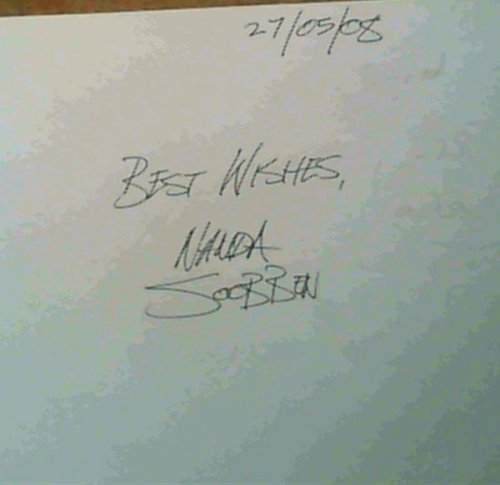 27/05/08
BEST WISHES,
NANDA
SOOBBEN